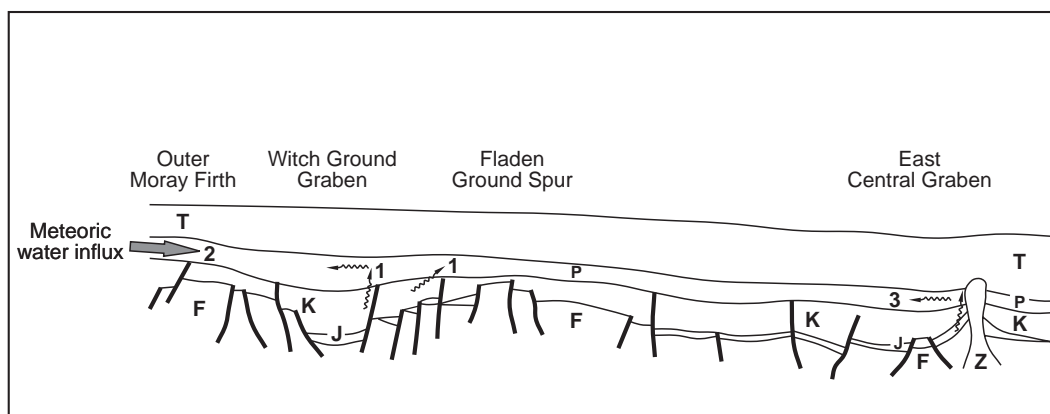 Outer
Moray Firth
Witch Ground
Graben
Fladen
Ground Spur
East
Central Graben
Meteoric
water influx
T
2
1
1
P
3
T
P
F
K
J
F
K
J
F
K
Z